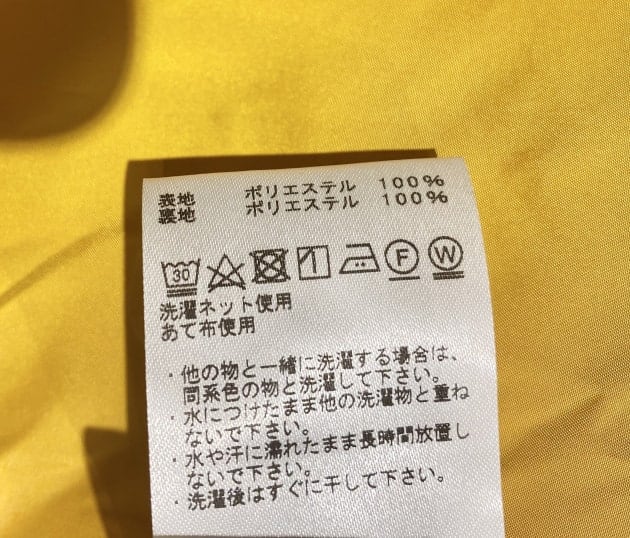 表地 ポリエステル 100%
裏地 ポリエステル 100%
30 F W
洗濯ネット使用
あて布使用
・他の物と一緒に洗濯する場合は、
同系色の物と洗濯して下さい。
・水につけたまま他の洗濯物と重ね
ないで下さい。
・水や汗に濡れたまま長時間放置し
ないで下さい。
・洗濯後はすぐに干して下さい。